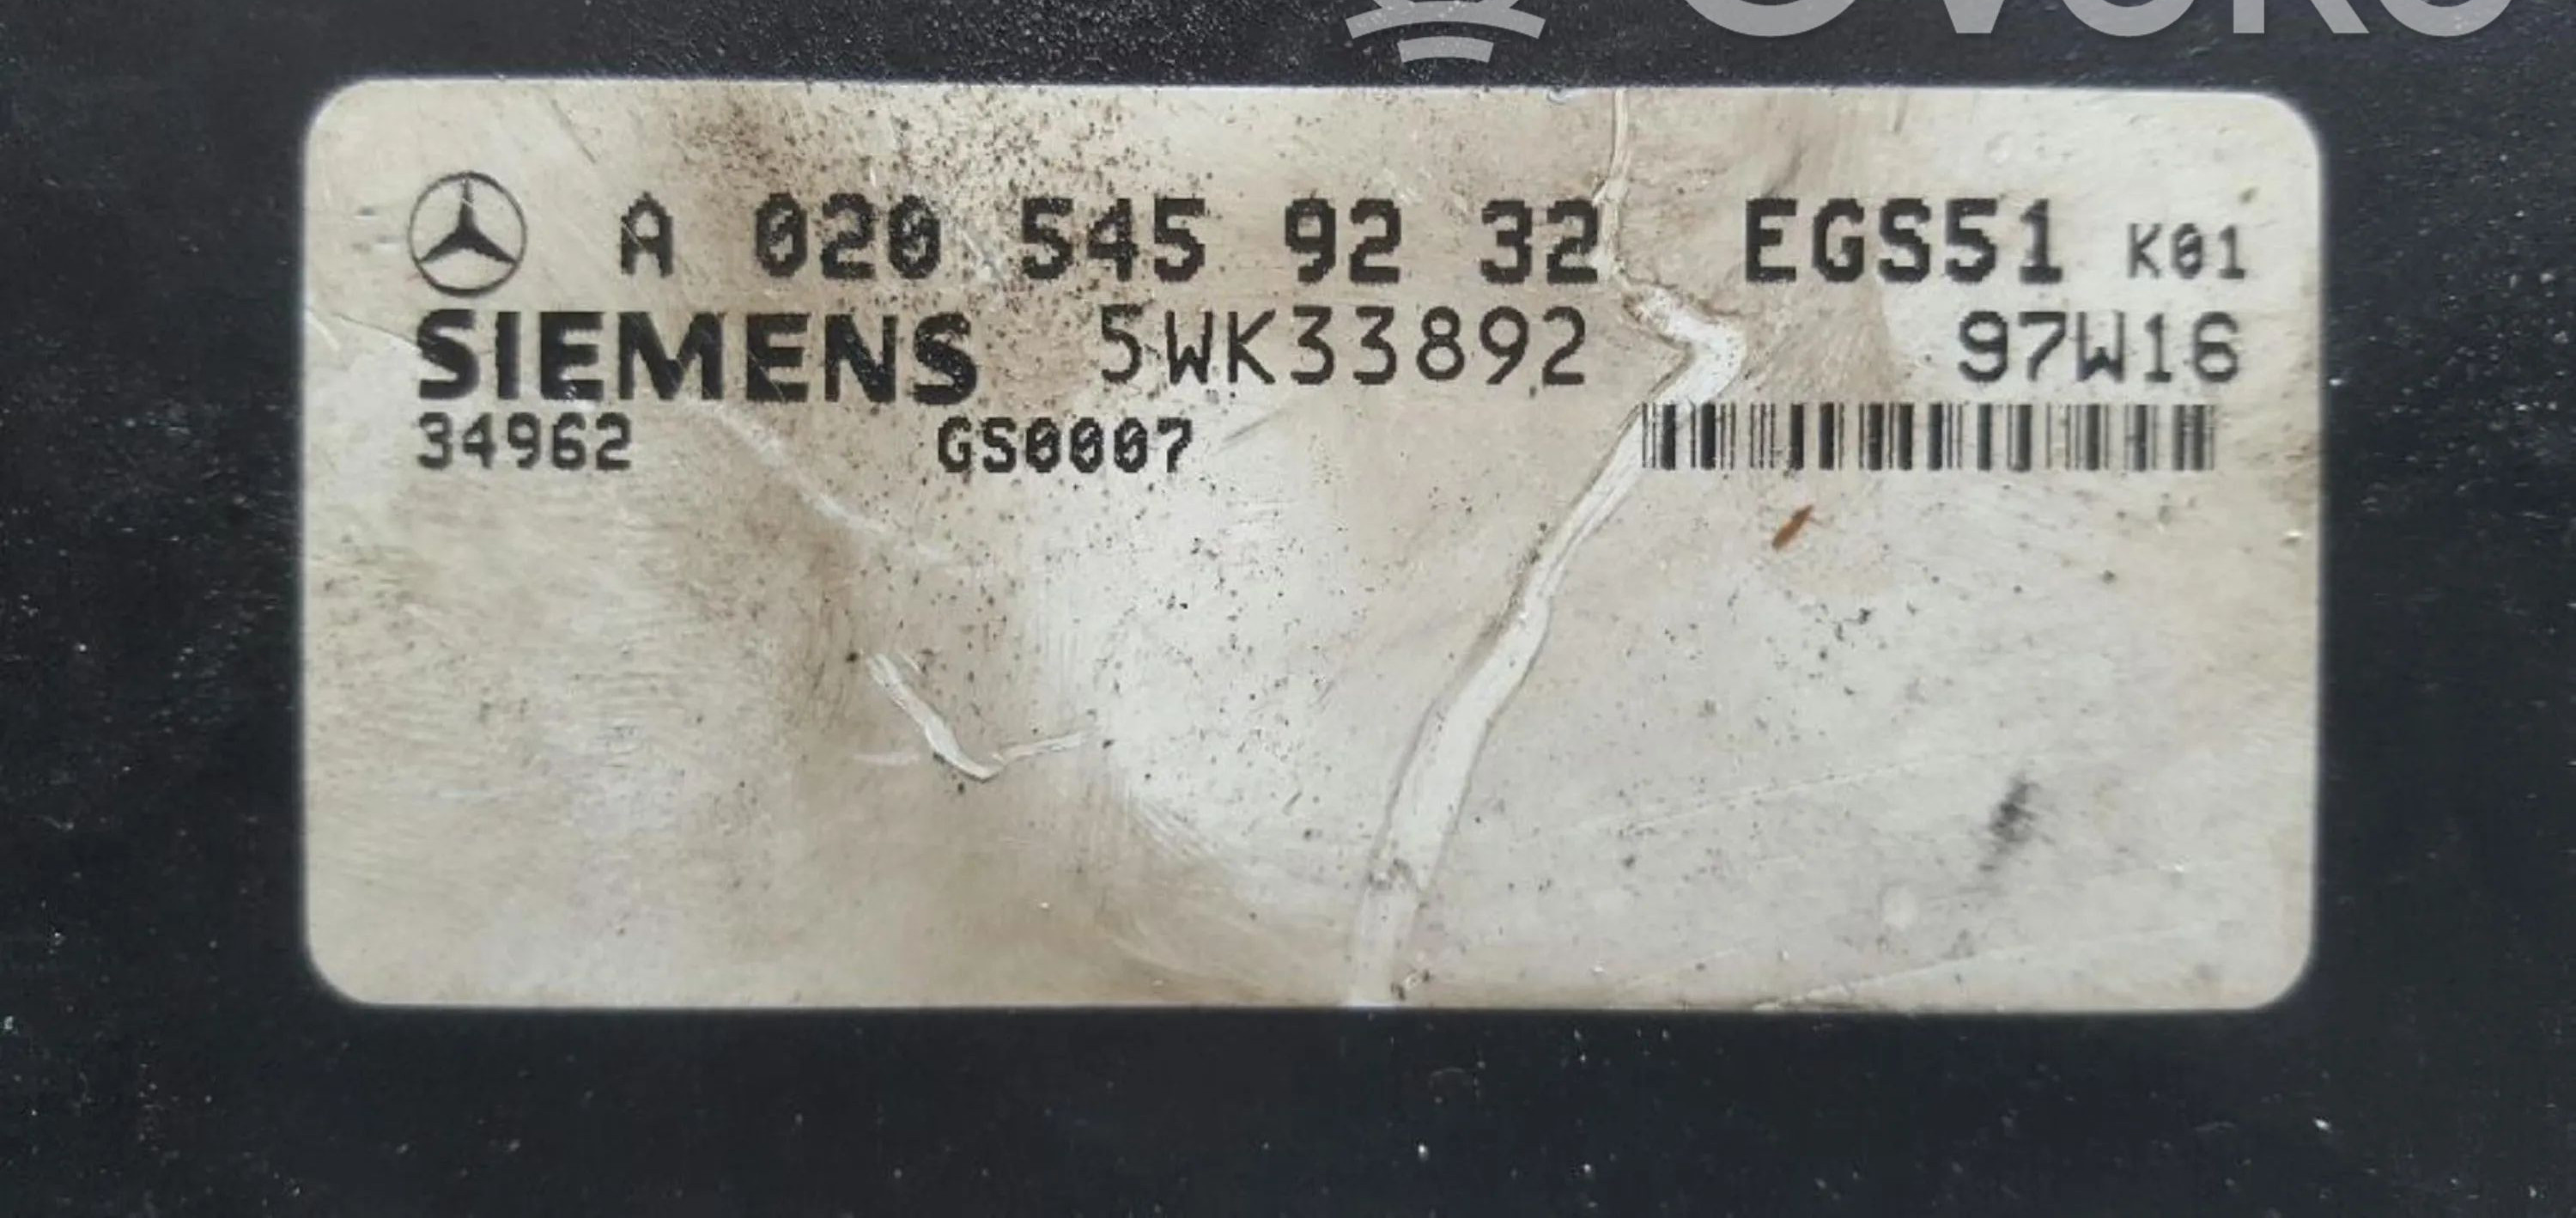 A 020 545 92 32 EGS51 K01
SIEMENS 5WK33892 97W16
34962 GS0007